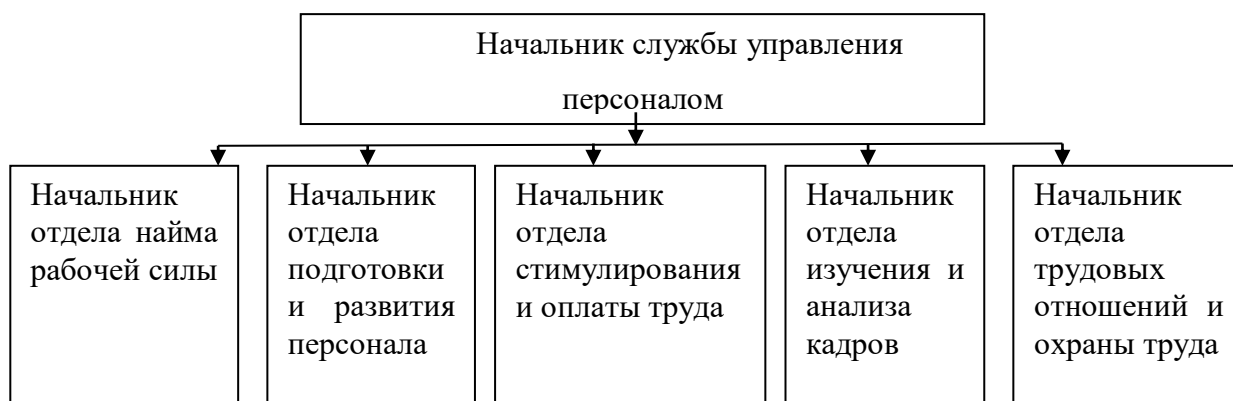 Начальник службы управления
персоналом
Начальник
отдела найма
рабочей силы
Начальник
отдела
подготовки
и развития
персонала
Начальник
отдела
стимулирования
и оплаты труда
Начальник
отдела
изучения и
анализа
кадров
Начальник
отдела
трудовых
отношений и
охраны труда